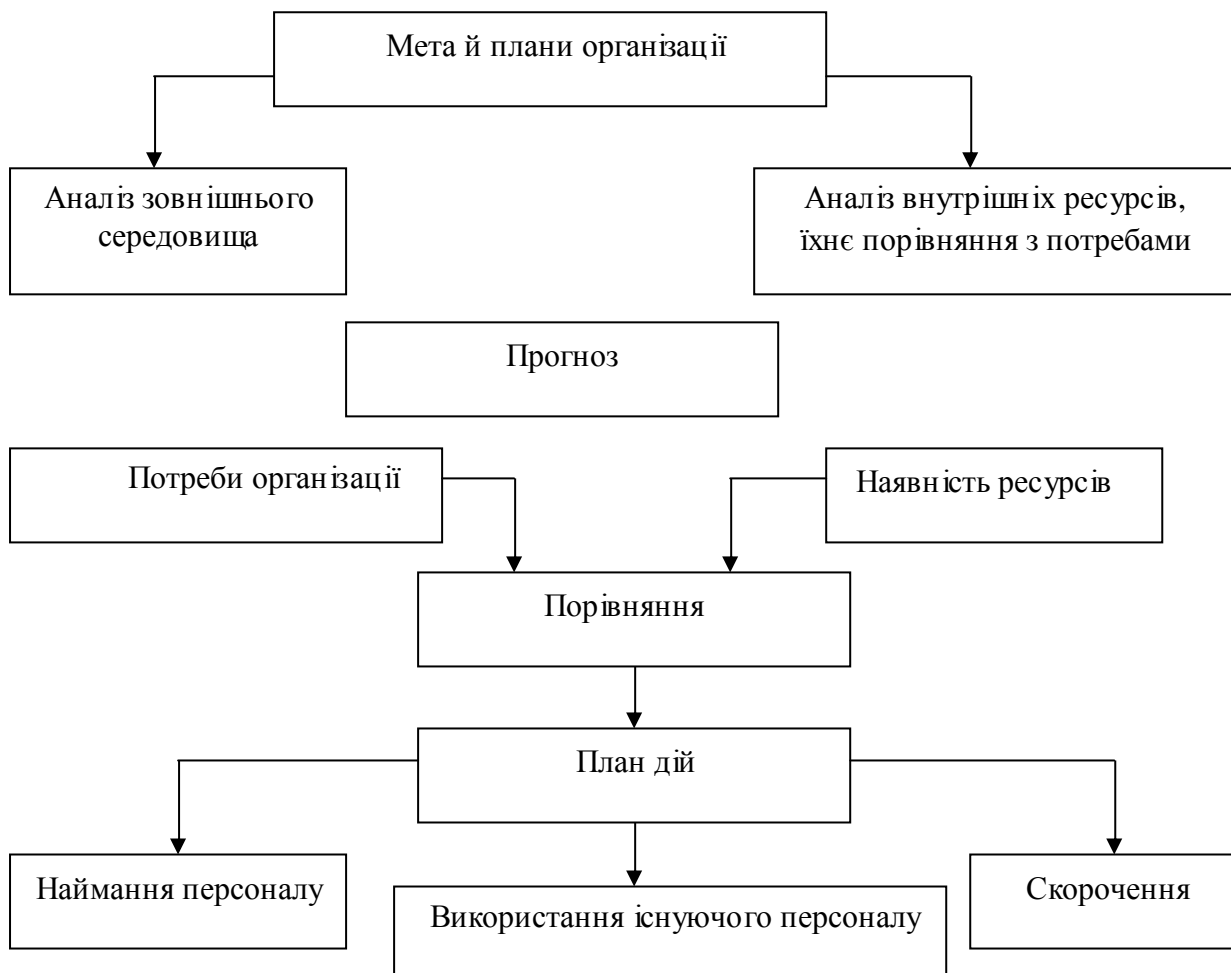 Мета й плани організації
Аналіз зовнішнього
середовища
Аналіз внутрішніх ресурсів,
їхнє порівняння з потребами
Прогноз
Потреби організації
Наявність ресурсів
Порівняння
План дій
Наймання персоналу
Використання існуючого персоналу
Скорочення